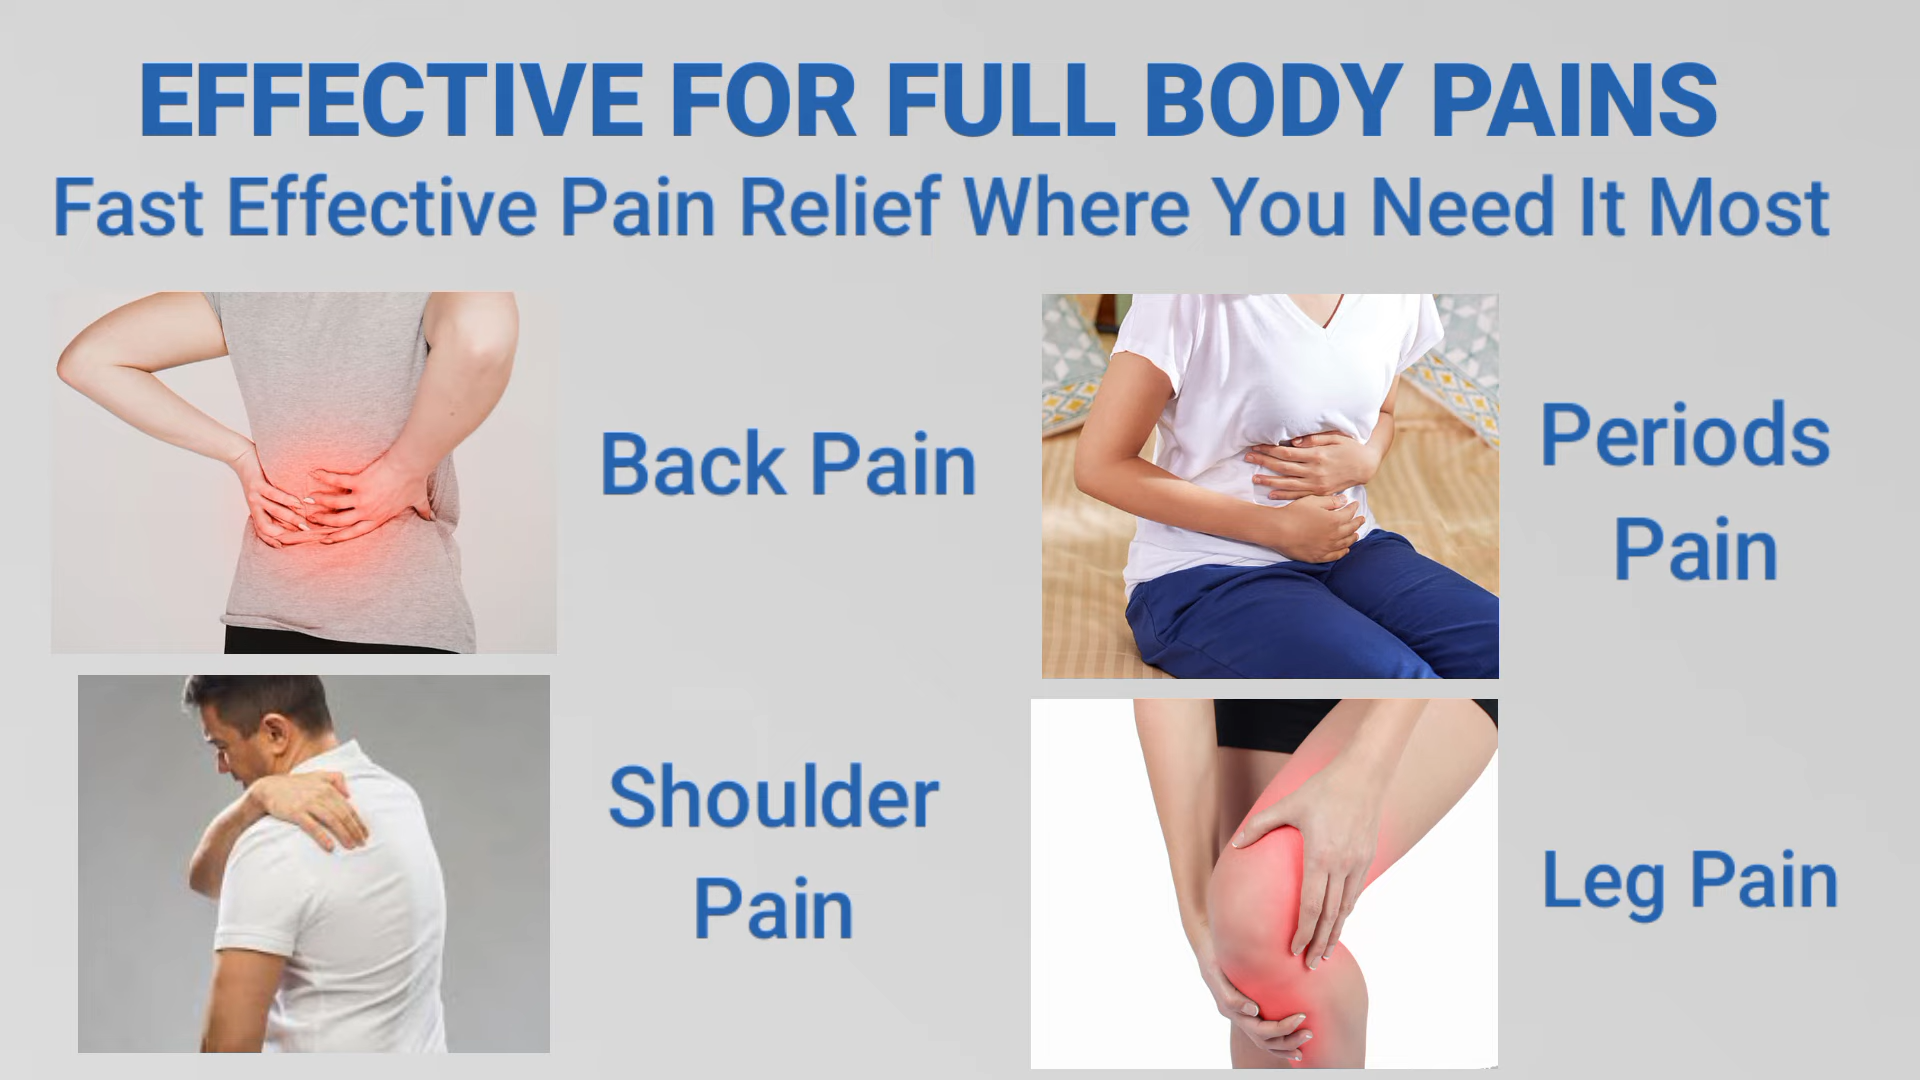 EFFECTIVE FOR FULL BODY PAINS
Fast Effective Pain Relief Where You Need It Most
Back Pain
Periods
Pain
Shoulder
Pain
Leg Pain